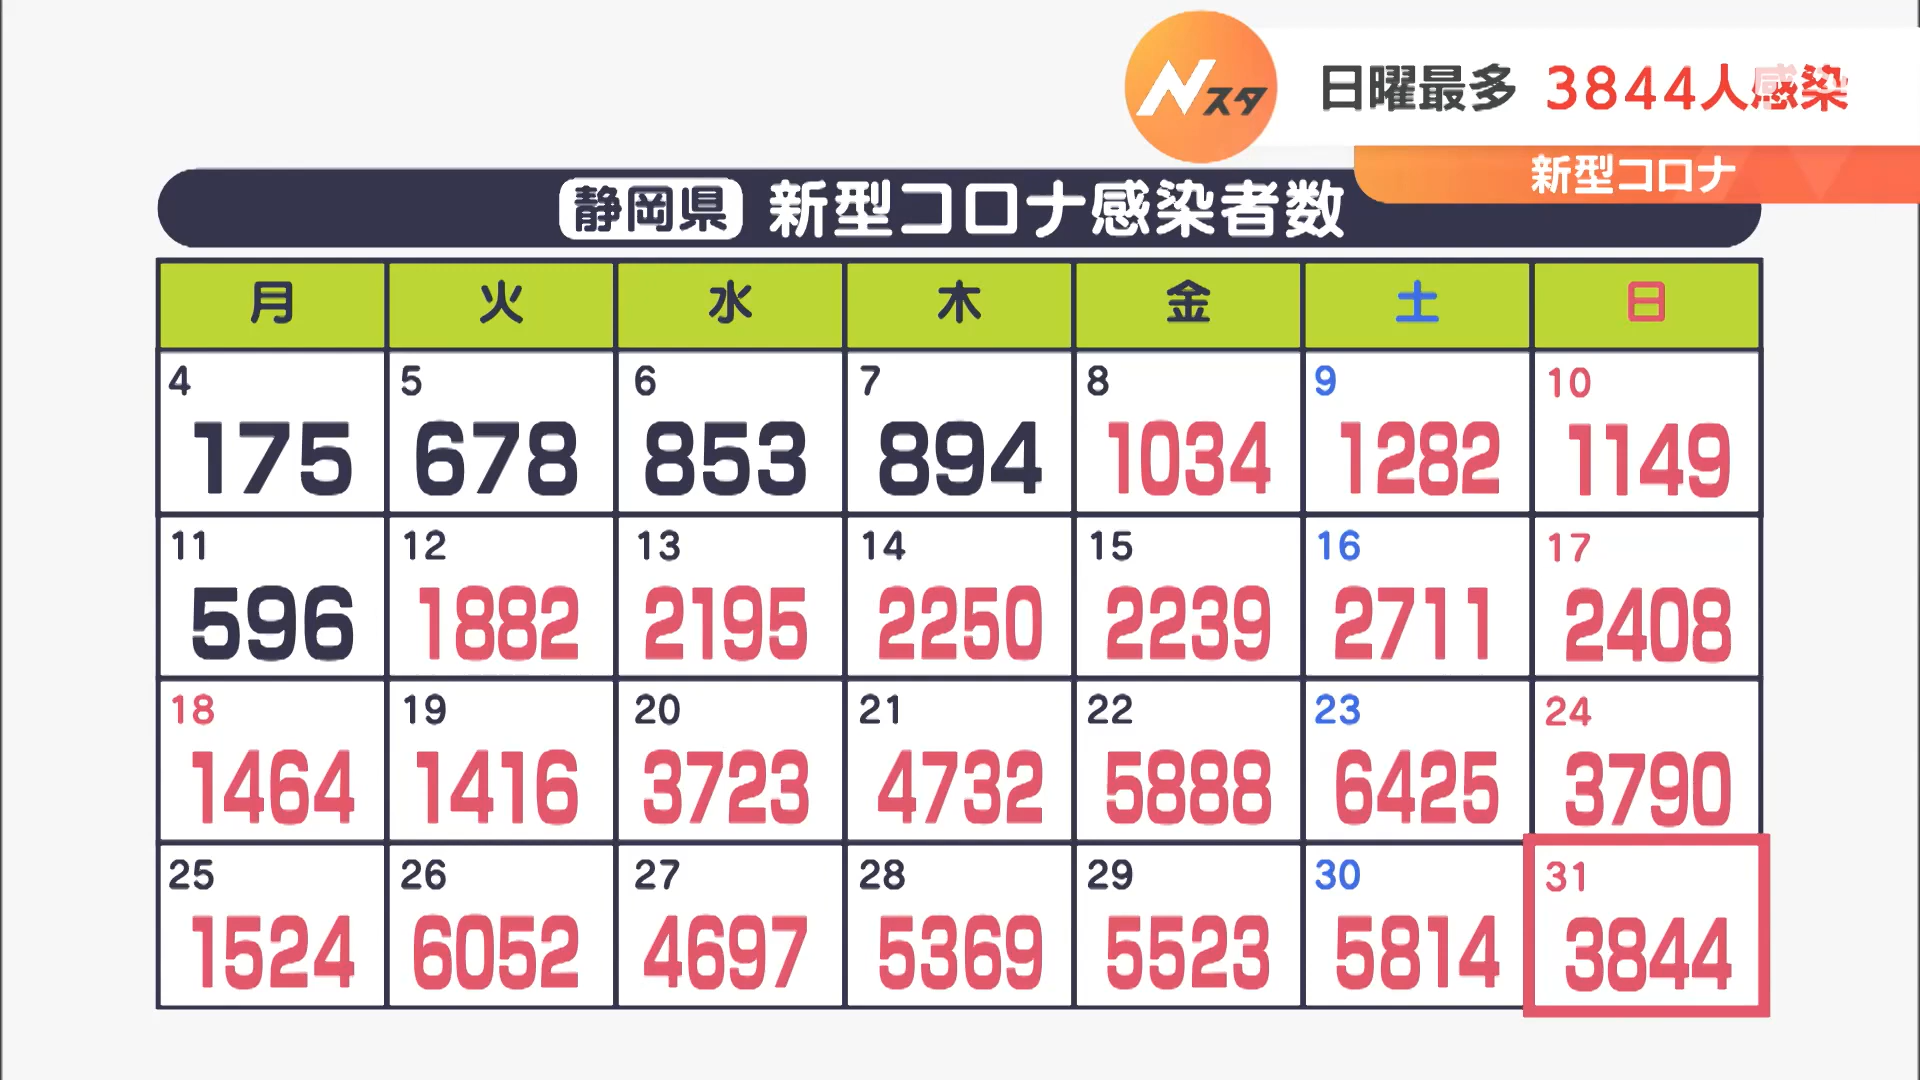 Nスタ
日曜最多 3844人感染
新型コロナ
静岡県 新型コロナ感染者数
月 火 水 木 金 土 日
4 5 6 7 8 9 10
175 678 853 894 1034 1282 1149
11 12 13 14 15 16 17
596 1882 2195 2250 2239 2711 2408
18 19 20 21 22 23 24
1464 1416 3723 4732 5888 6425 3790
25 26 27 28 29 30 31
1524 6052 4697 5369 5523 5814 3844